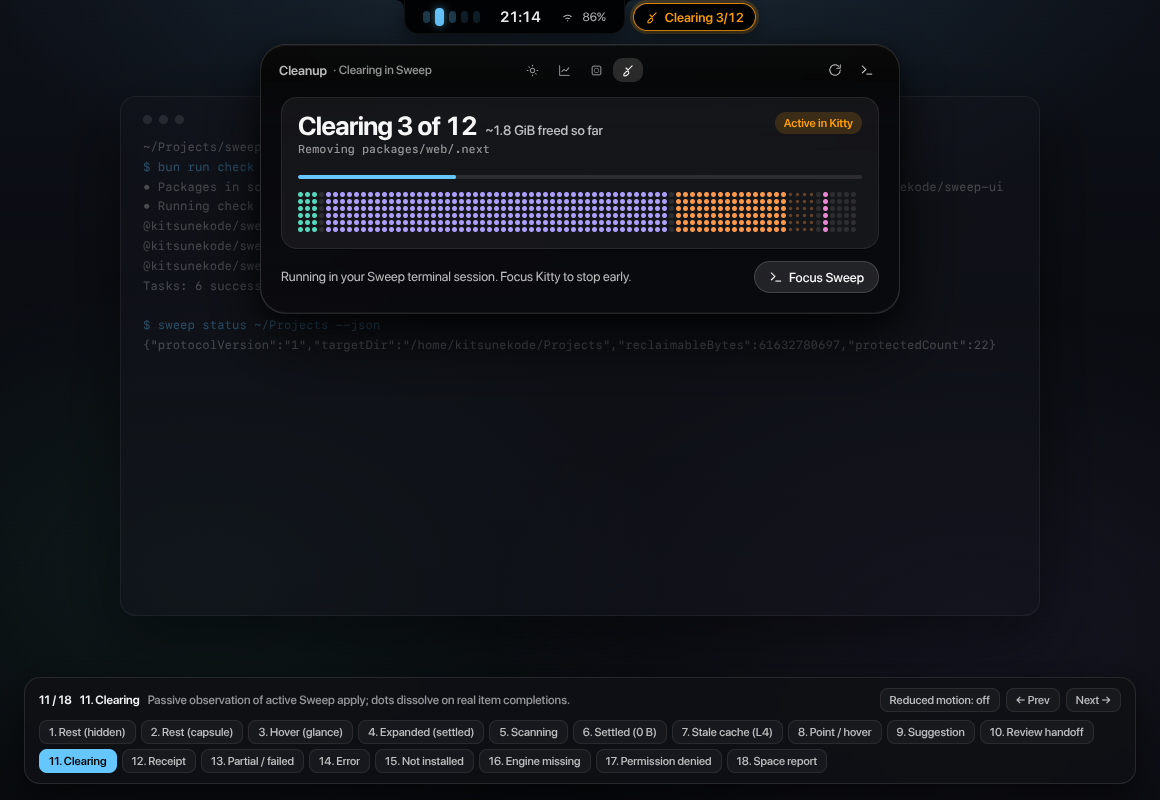 21:14
86%
Clearing 3/12
Cleanup · Clearing in Sweep
Clearing 3 of 12 ~1.8 GiB freed so far
Active in Kitty
Removing packages/web/.next
Running in your Sweep terminal session. Focus Kitty to stop early.
Focus Sweep
~/Projects/sweep
$ bun run check
• Packages in sc
ekode/sweep-ui
• Running check
@kitsunekode/swe
@kitsunekode/swe
@kitsunekode/swe
Tasks: 6 success
$ sweep status ~/Projects --json
{"protocolVersion":"1","targetDir":"/home/kitsunekode/Projects","reclaimableBytes":61632780697,"protectedCount":22}
11 / 18 11. Clearing Passive observation of active Sweep apply; dots dissolve on real item completions.
Reduced motion: off
← Prev
Next →
1. Rest (hidden)
2. Rest (capsule)
3. Hover (glance)
4. Expanded (settled)
5. Scanning
6. Settled (0 B)
7. Stale cache (L4)
8. Point / hover
9. Suggestion
10. Review handoff
11. Clearing
12. Receipt
13. Partial / failed
14. Error
15. Not installed
16. Engine missing
17. Permission denied
18. Space report